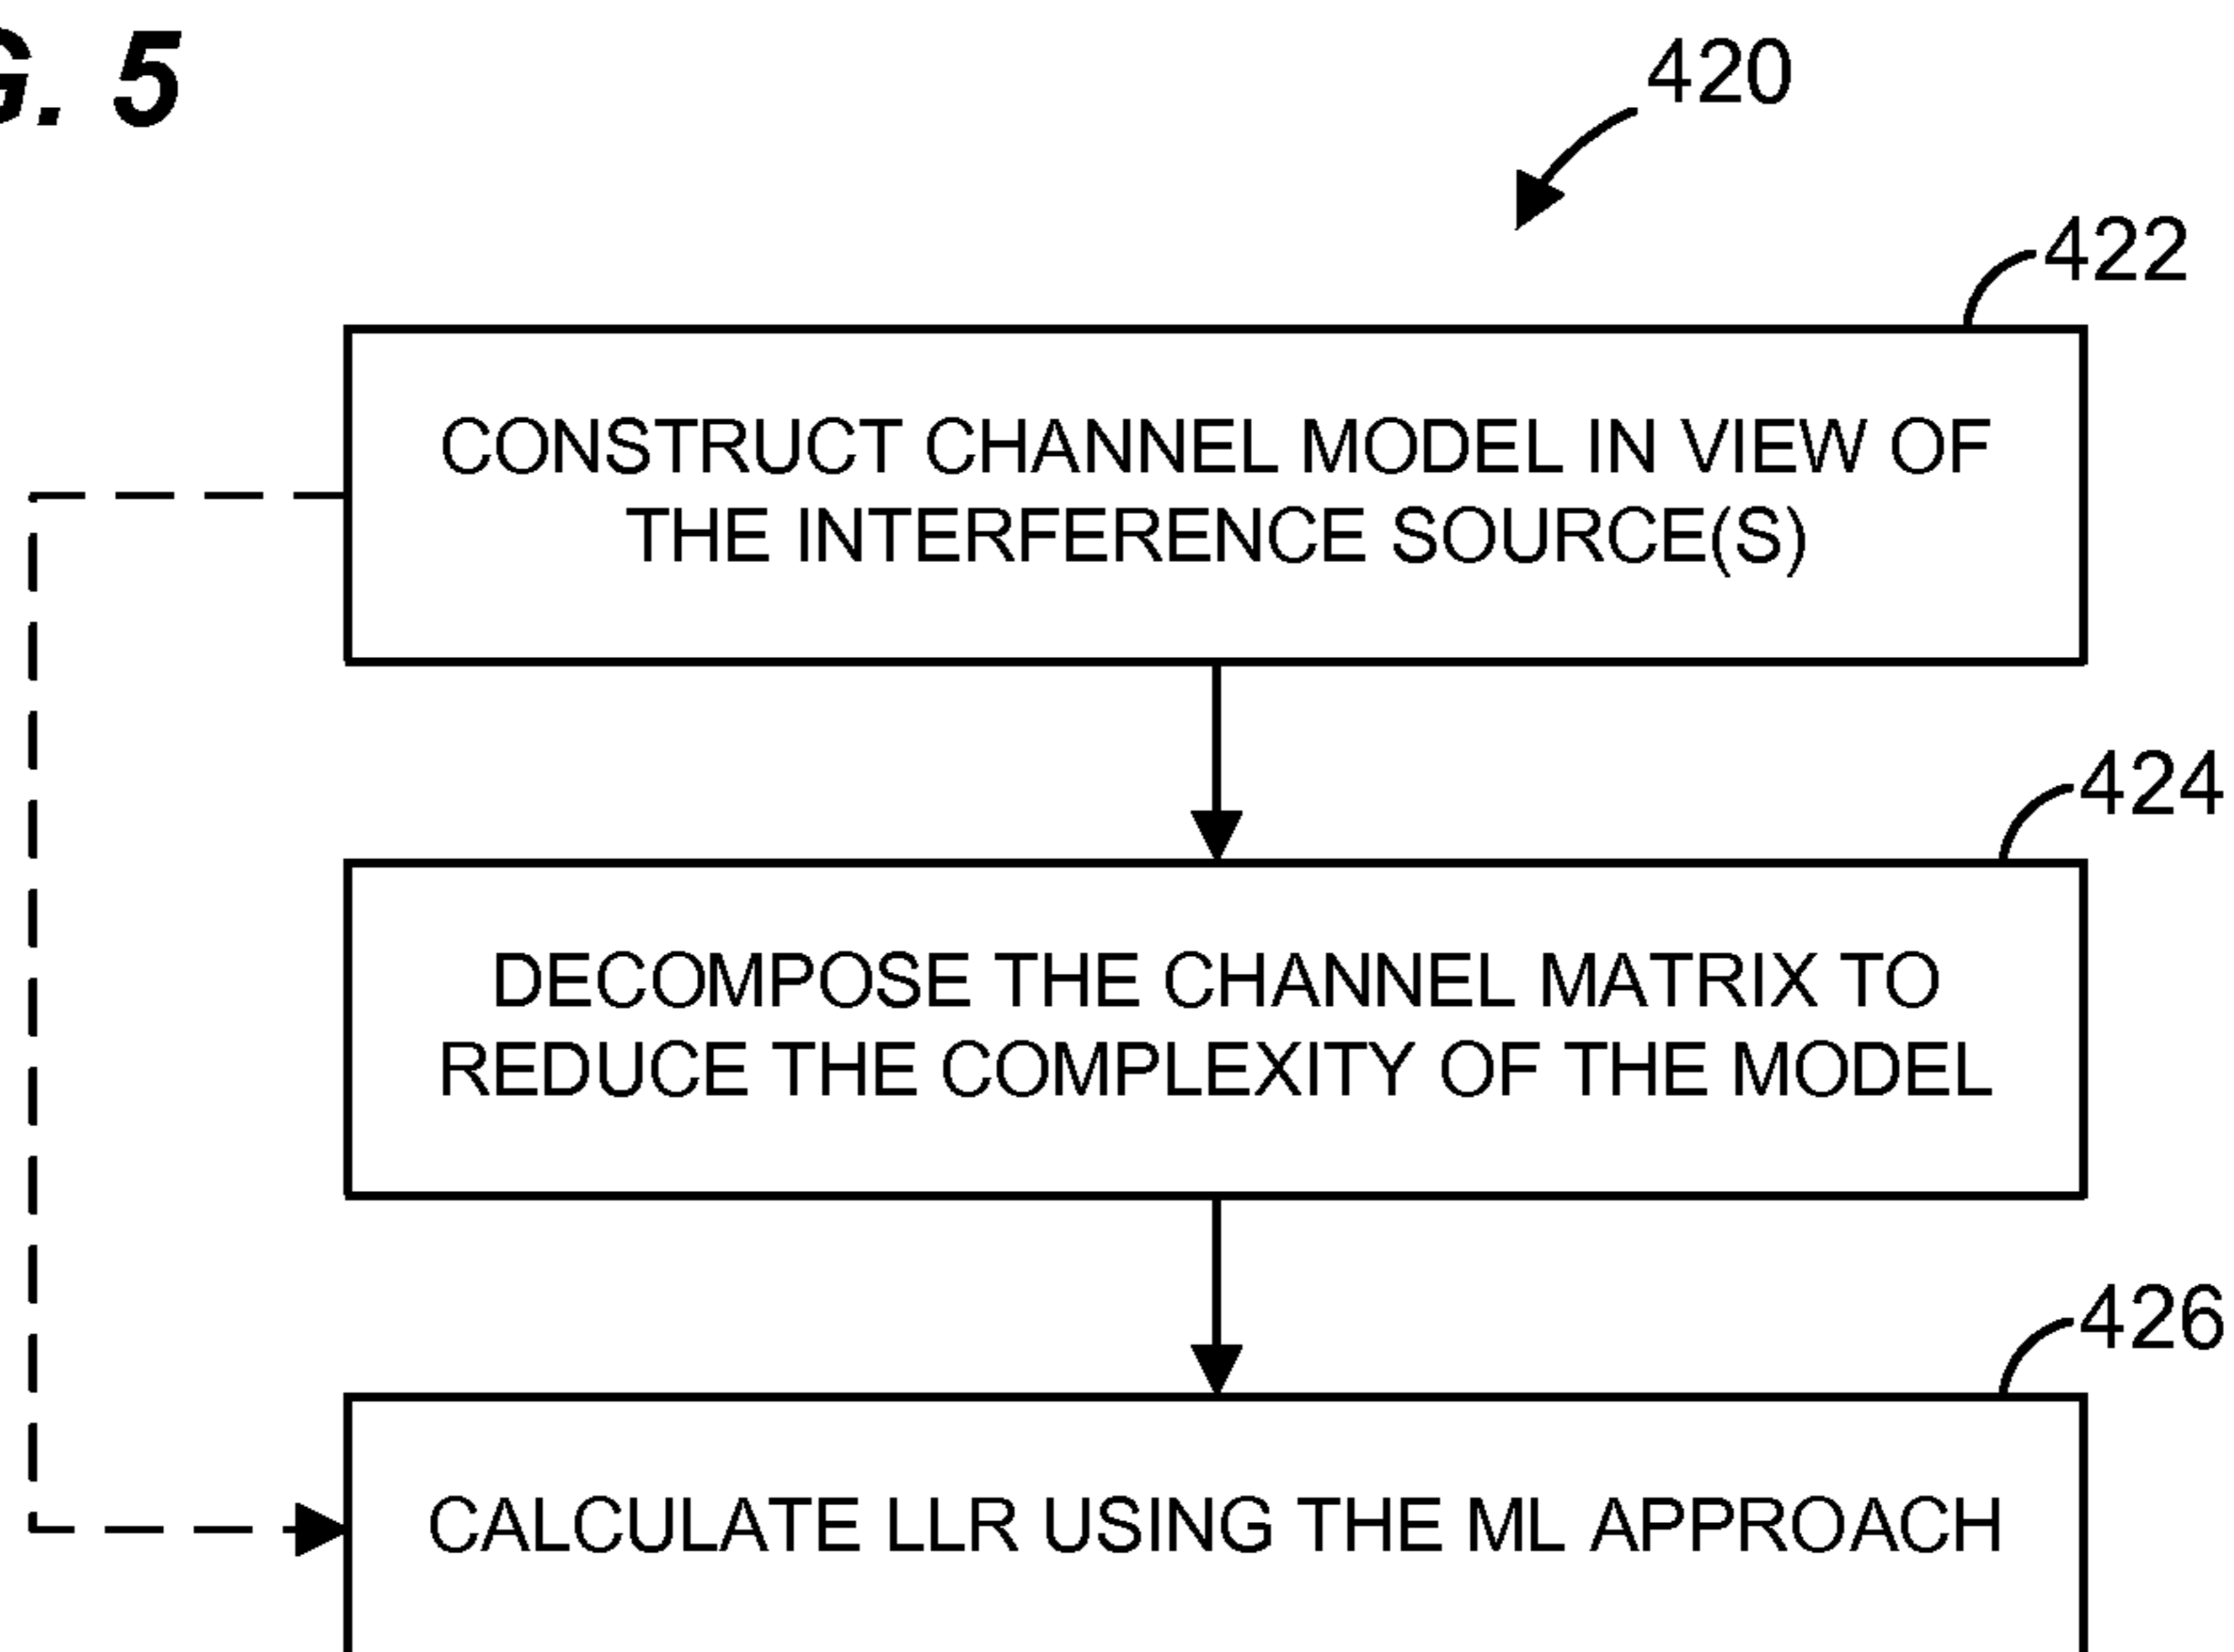 G. 5
420
422
CONSTRUCT CHANNEL MODEL IN VIEW OF
THE INTERFERENCE SOURCE(S)
424
DECOMPOSE THE CHANNEL MATRIX TO
REDUCE THE COMPLEXITY OF THE MODEL
426
CALCULATE LLR USING THE ML APPROACH